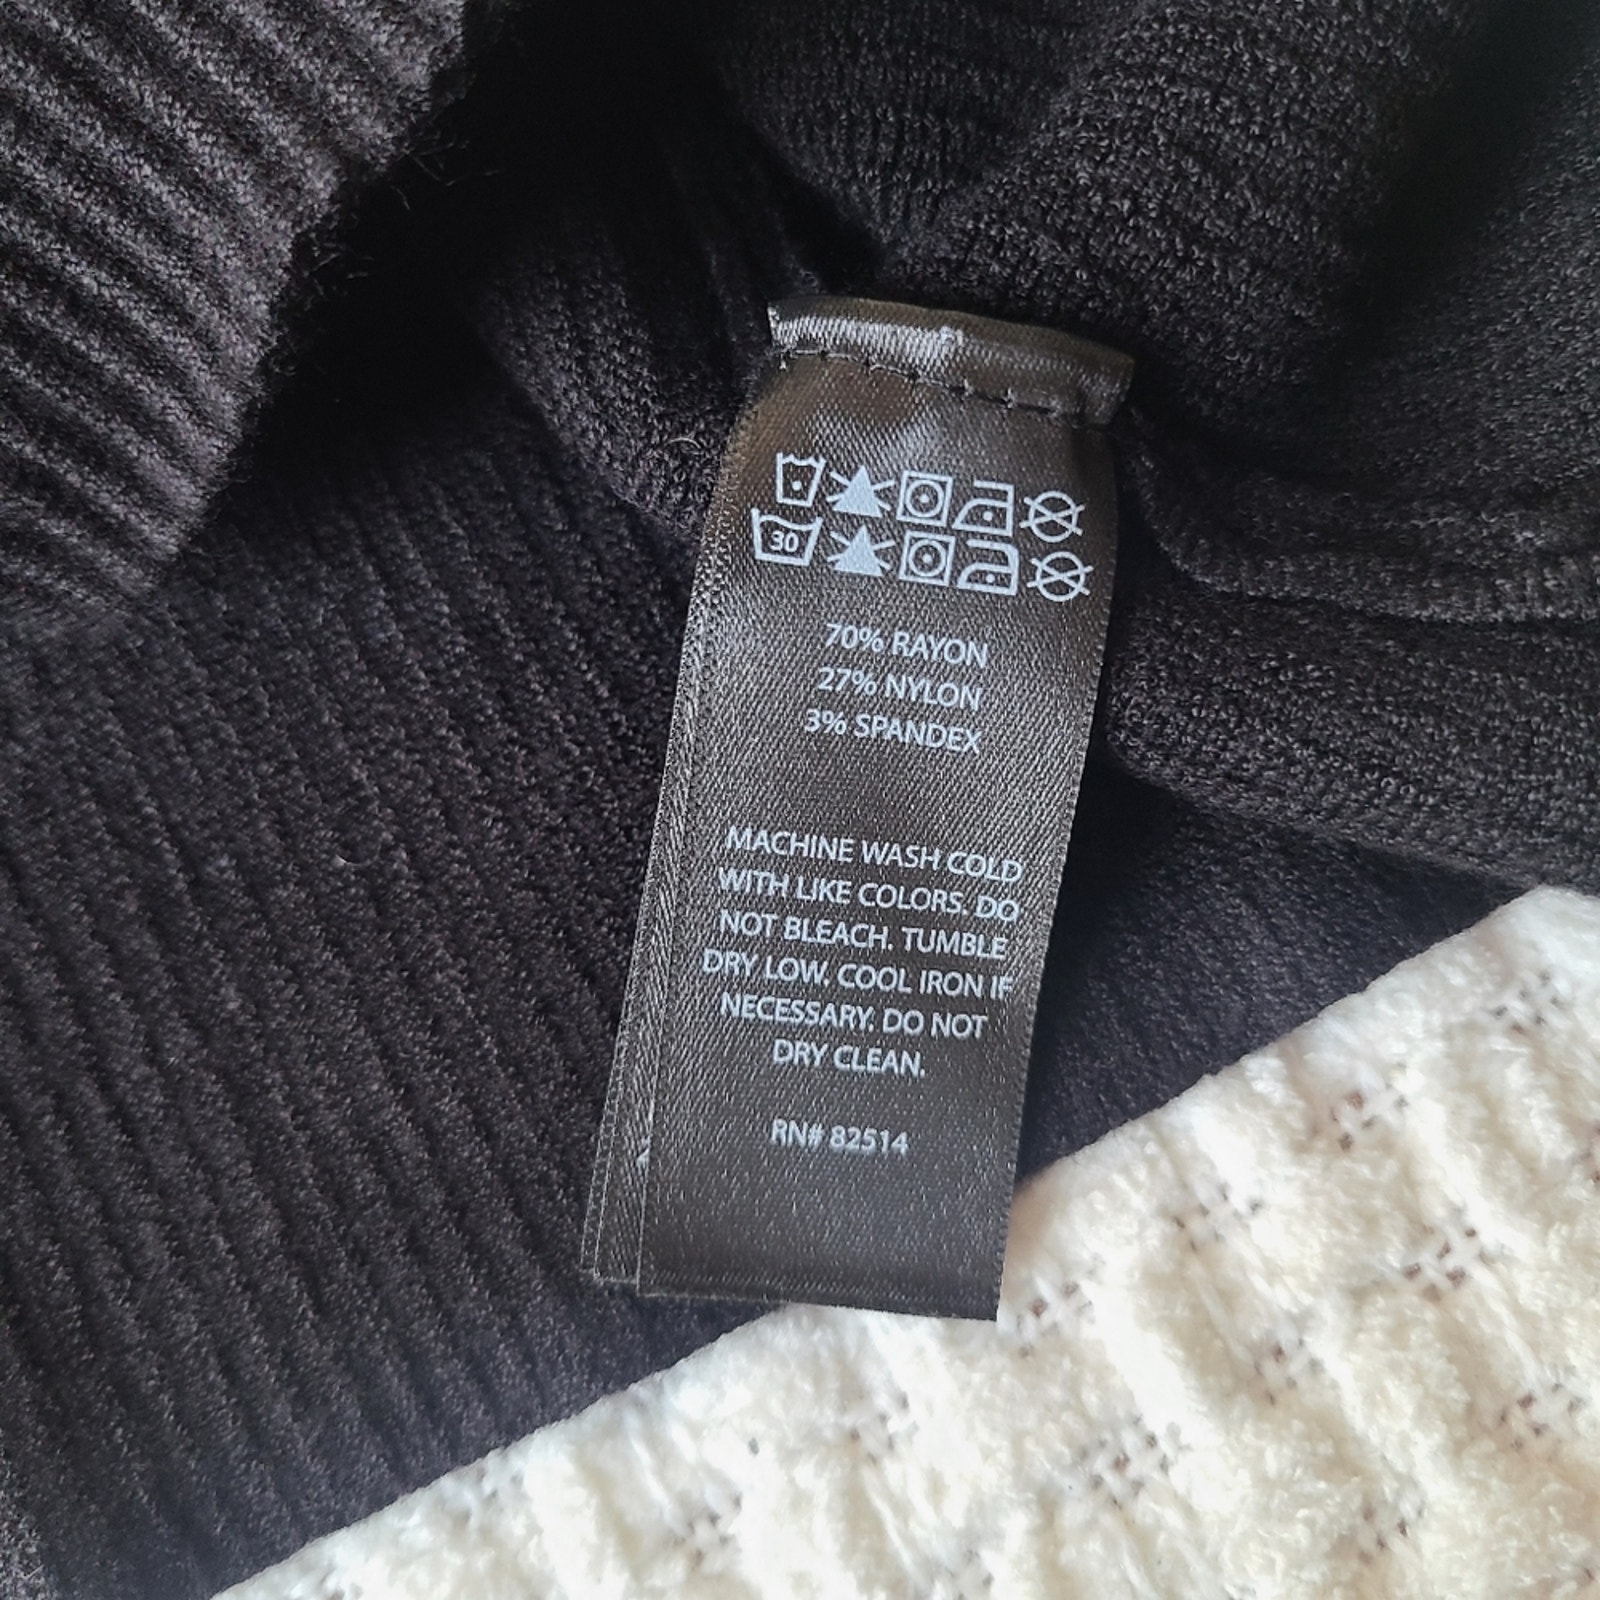 30
70% RAYON
27% NYLON
3% SPANDEX
MACHINE WASH COLD
WITH LIKE COLORS. DO
NOT BLEACH. TUMBLE
DRY LOW. COOL IRON IF
NECESSARY. DO NOT
DRY CLEAN.
RN# 82514